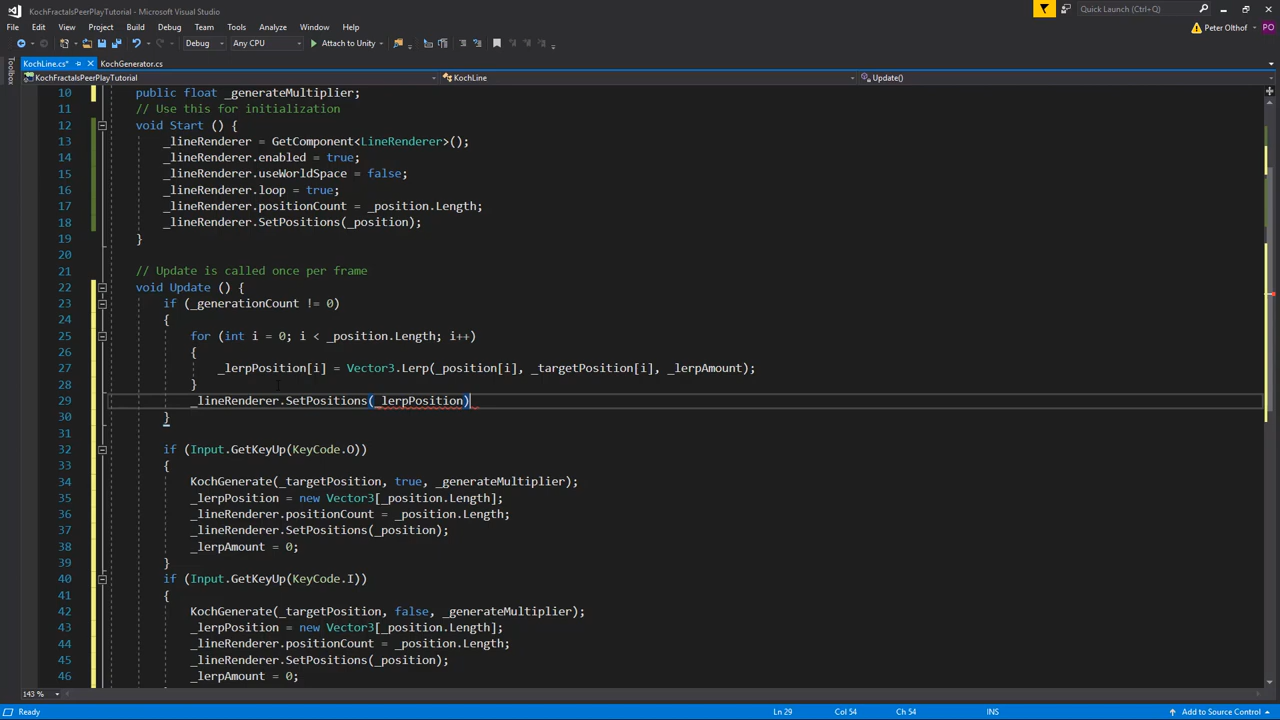 KochFractalsPeerPlayTutorial - Microsoft Visual Studio
Quick Launch (Ctrl+Q)
File Edit View Project Build Debug Team Tools Test Analyze Window Help
Peter Olthof PO
Debug Any CPU Attach to Unity
KochLine.cs* KochGenerator.cs
KochFractalsPeerPlayTutorial KochLine Update()
Toolbox
10 public float _generateMultiplier;
11 // Use this for initialization
12 void Start () {
13 _lineRenderer = GetComponent<LineRenderer>();
14 _lineRenderer.enabled = true;
15 _lineRenderer.useWorldSpace = false;
16 _lineRenderer.loop = true;
17 _lineRenderer.positionCount = _position.Length;
18 _lineRenderer.SetPositions(_position);
19 }
20
21 // Update is called once per frame
22 void Update () {
23 if (_generationCount != 0)
24 {
25 for (int i = 0; i < _position.Length; i++)
26 {
27 _lerpPosition[i] = Vector3.Lerp(_position[i], _targetPosition[i], _lerpAmount);
28 }
29 _lineRenderer.SetPositions(_lerpPosition)
30 }
31
32 if (Input.GetKeyUp(KeyCode.O))
33 {
34 KochGenerate(_targetPosition, true, _generateMultiplier);
35 _lerpPosition = new Vector3[_position.Length];
36 _lineRenderer.positionCount = _position.Length;
37 _lineRenderer.SetPositions(_position);
38 _lerpAmount = 0;
39 }
40 if (Input.GetKeyUp(KeyCode.I))
41 {
42 KochGenerate(_targetPosition, false, _generateMultiplier);
43 _lerpPosition = new Vector3[_position.Length];
44 _lineRenderer.positionCount = _position.Length;
45 _lineRenderer.SetPositions(_position);
46 _lerpAmount = 0;
143 %
Ready Ln 29 Col 54 Ch 54 INS Add to Source Control